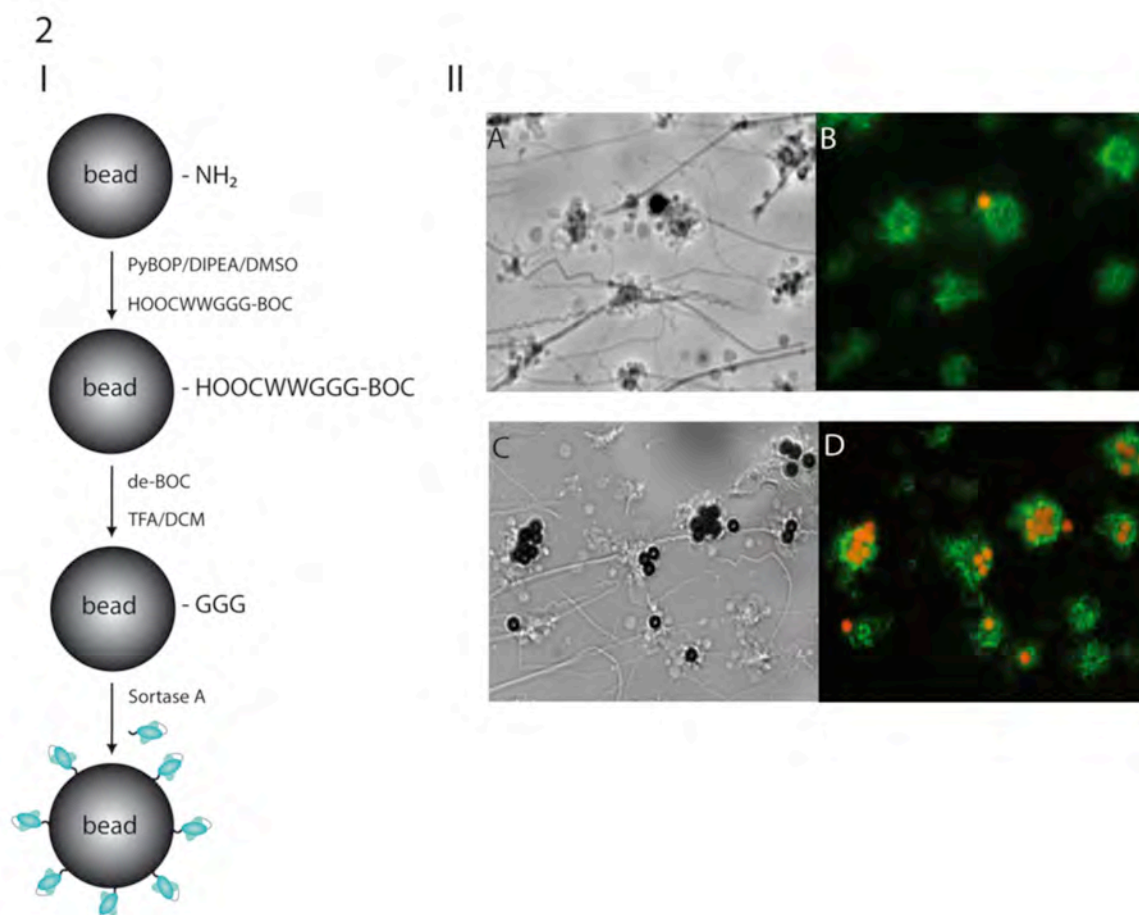 2
I
bead - NH₂
PyBOP/DIPEA/DMSO
HOOCWWGGG-BOC
bead - HOOCWWGGG-BOC
de-BOC
TFA/DCM
bead - GGG
Sortase A
bead
II
A
B
C
D